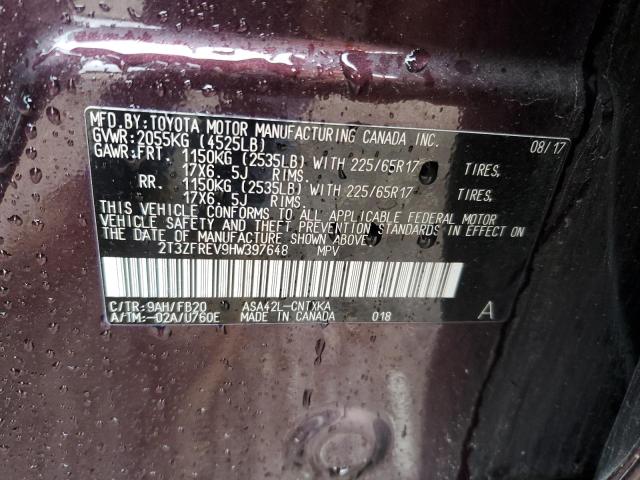 MFD.BY:TOYOTA MOTOR MANUFACTURING CANADA INC. 08/17
GVWR:2055KG (4525LB)
GAWR:FRT. 1150KG (2535LB) WITH 225/65R17 TIRES,
17X6.5J RIMS.
RR. 1150KG (2535LB) WITH 225/65R17 TIRES,
17X6.5J RIMS.
THIS VEHICLE CONFORMS TO ALL APPLICABLE FEDERAL MOTOR
VEHICLE SAFETY AND THEFT PREVENTION STANDARDS IN EFFECT ON
THE DATE OF MANUFACTURE SHOWN ABOVE.
2T3ZFREV9HW397648 MPV
C/TR:9AH/FB20 ASA42L-CNTXKA
A/TM:-02A/U760E MADE IN CANADA 018 A